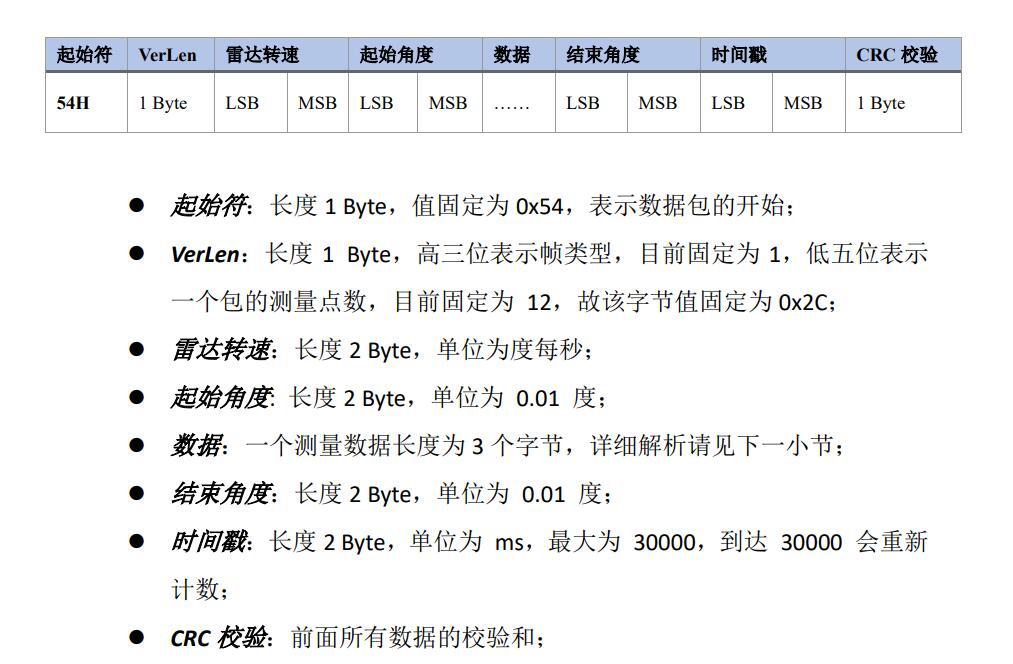 起始符 VerLen 雷达转速 起始角度 数据 结束角度 时间戳 CRC 校验
54H 1 Byte LSB MSB LSB MSB …… LSB MSB LSB MSB 1 Byte
● 起始符：长度 1 Byte，值固定为 0x54，表示数据包的开始；
● VerLen：长度 1 Byte，高三位表示帧类型，目前固定为 1，低五位表示
一个包的测量点数，目前固定为 12，故该字节值固定为 0x2C；
● 雷达转速：长度 2 Byte，单位为度每秒；
● 起始角度: 长度 2 Byte，单位为 0.01 度；
● 数据：一个测量数据长度为 3 个字节，详细解析请见下一小节；
● 结束角度：长度 2 Byte，单位为 0.01 度；
● 时间戳：长度 2 Byte，单位为 ms，最大为 30000，到达 30000 会重新
计数；
● CRC 校验：前面所有数据的校验和；